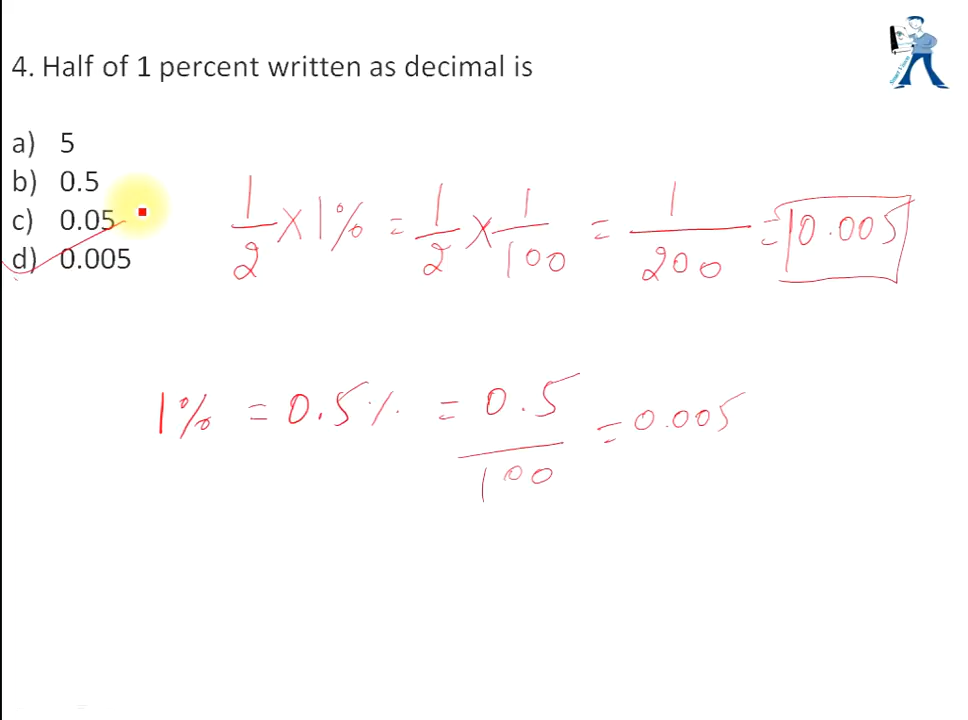 4. Half of 1 percent written as decimal is
a) 5
b) 0.5
c) 0.05
d) 0.005
1/2 × 1% = 1/2 × 1/100 = 1/200 = 0.005
1% = 0.5% = 0.5/100 = 0.005